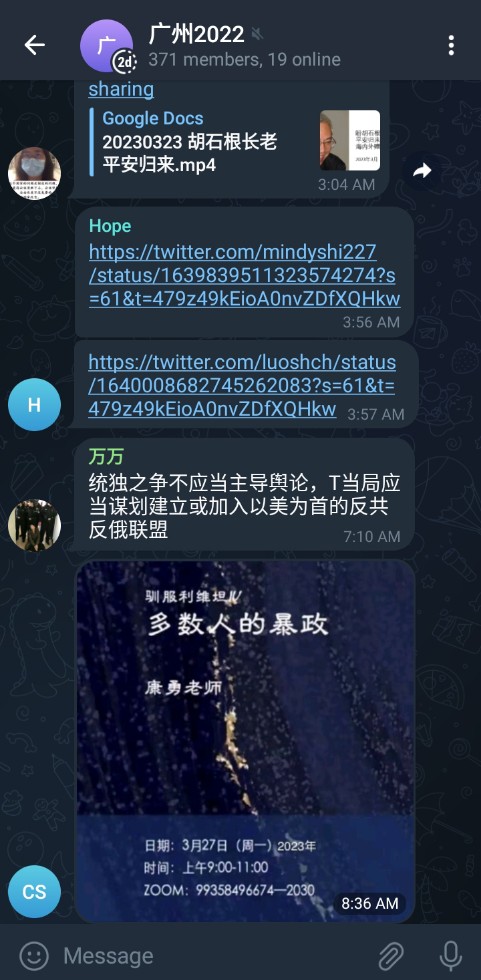 广州2022
371 members, 19 online
广
2d
sharing
Google Docs
20230323 胡石根长老
平安归来.mp4
3:04 AM
Hope
https://twitter.com/mindyshi227
/status/1639839511323574274?s
=61&t=479z49kEioA0nvZDfXQHkw
3:56 AM
https://twitter.com/luoshch/status
/1640008682745262083?s=61&t=
479z49kEioA0nvZDfXQHkw
3:57 AM
H
万万
统独之争不应当主导舆论，T当局应
当谋划建立或加入以美为首的反共
反俄联盟
7:10 AM
驯服利维坦IV
多数人的暴政
康勇老师
日期：3月27日（周一）2023年
时间：上午9:00-11:00
ZOOM：99358496674—2030
8:36 AM
CS
Message